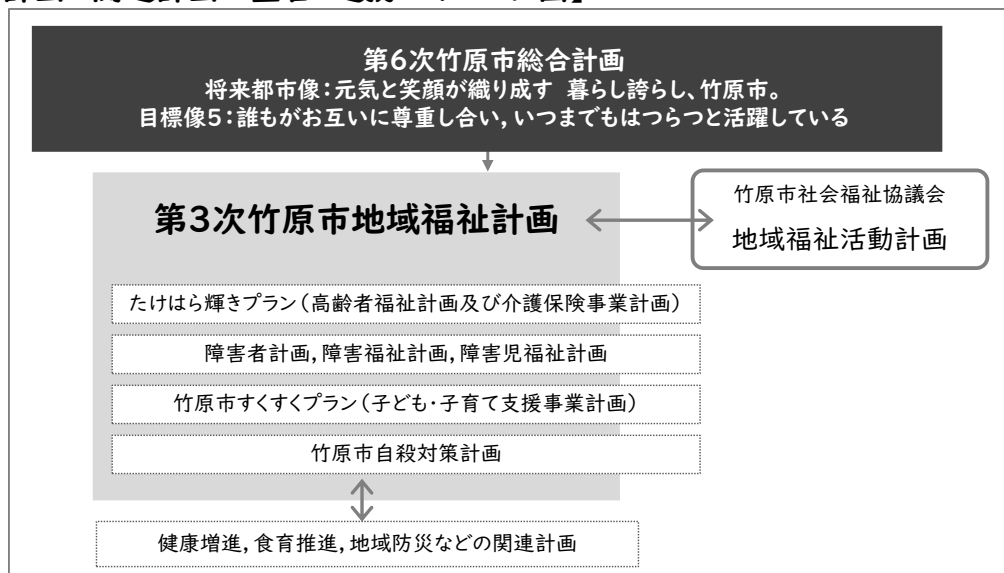 第6次竹原市総合計画
将来都市像：元気と笑顔が織り成す 暮らし誇らし、竹原市。
目標像5：誰もがお互いに尊重し合い，いつまでもはつらつと活躍している
第3次竹原市地域福祉計画
竹原市社会福祉協議会
地域福祉活動計画
たけはら輝きプラン（高齢者福祉計画及び介護保険事業計画）
障害者計画，障害福祉計画，障害児福祉計画
竹原市すくすくプラン（子ども・子育て支援事業計画）
竹原市自殺対策計画
健康増進，食育推進，地域防災などの関連計画